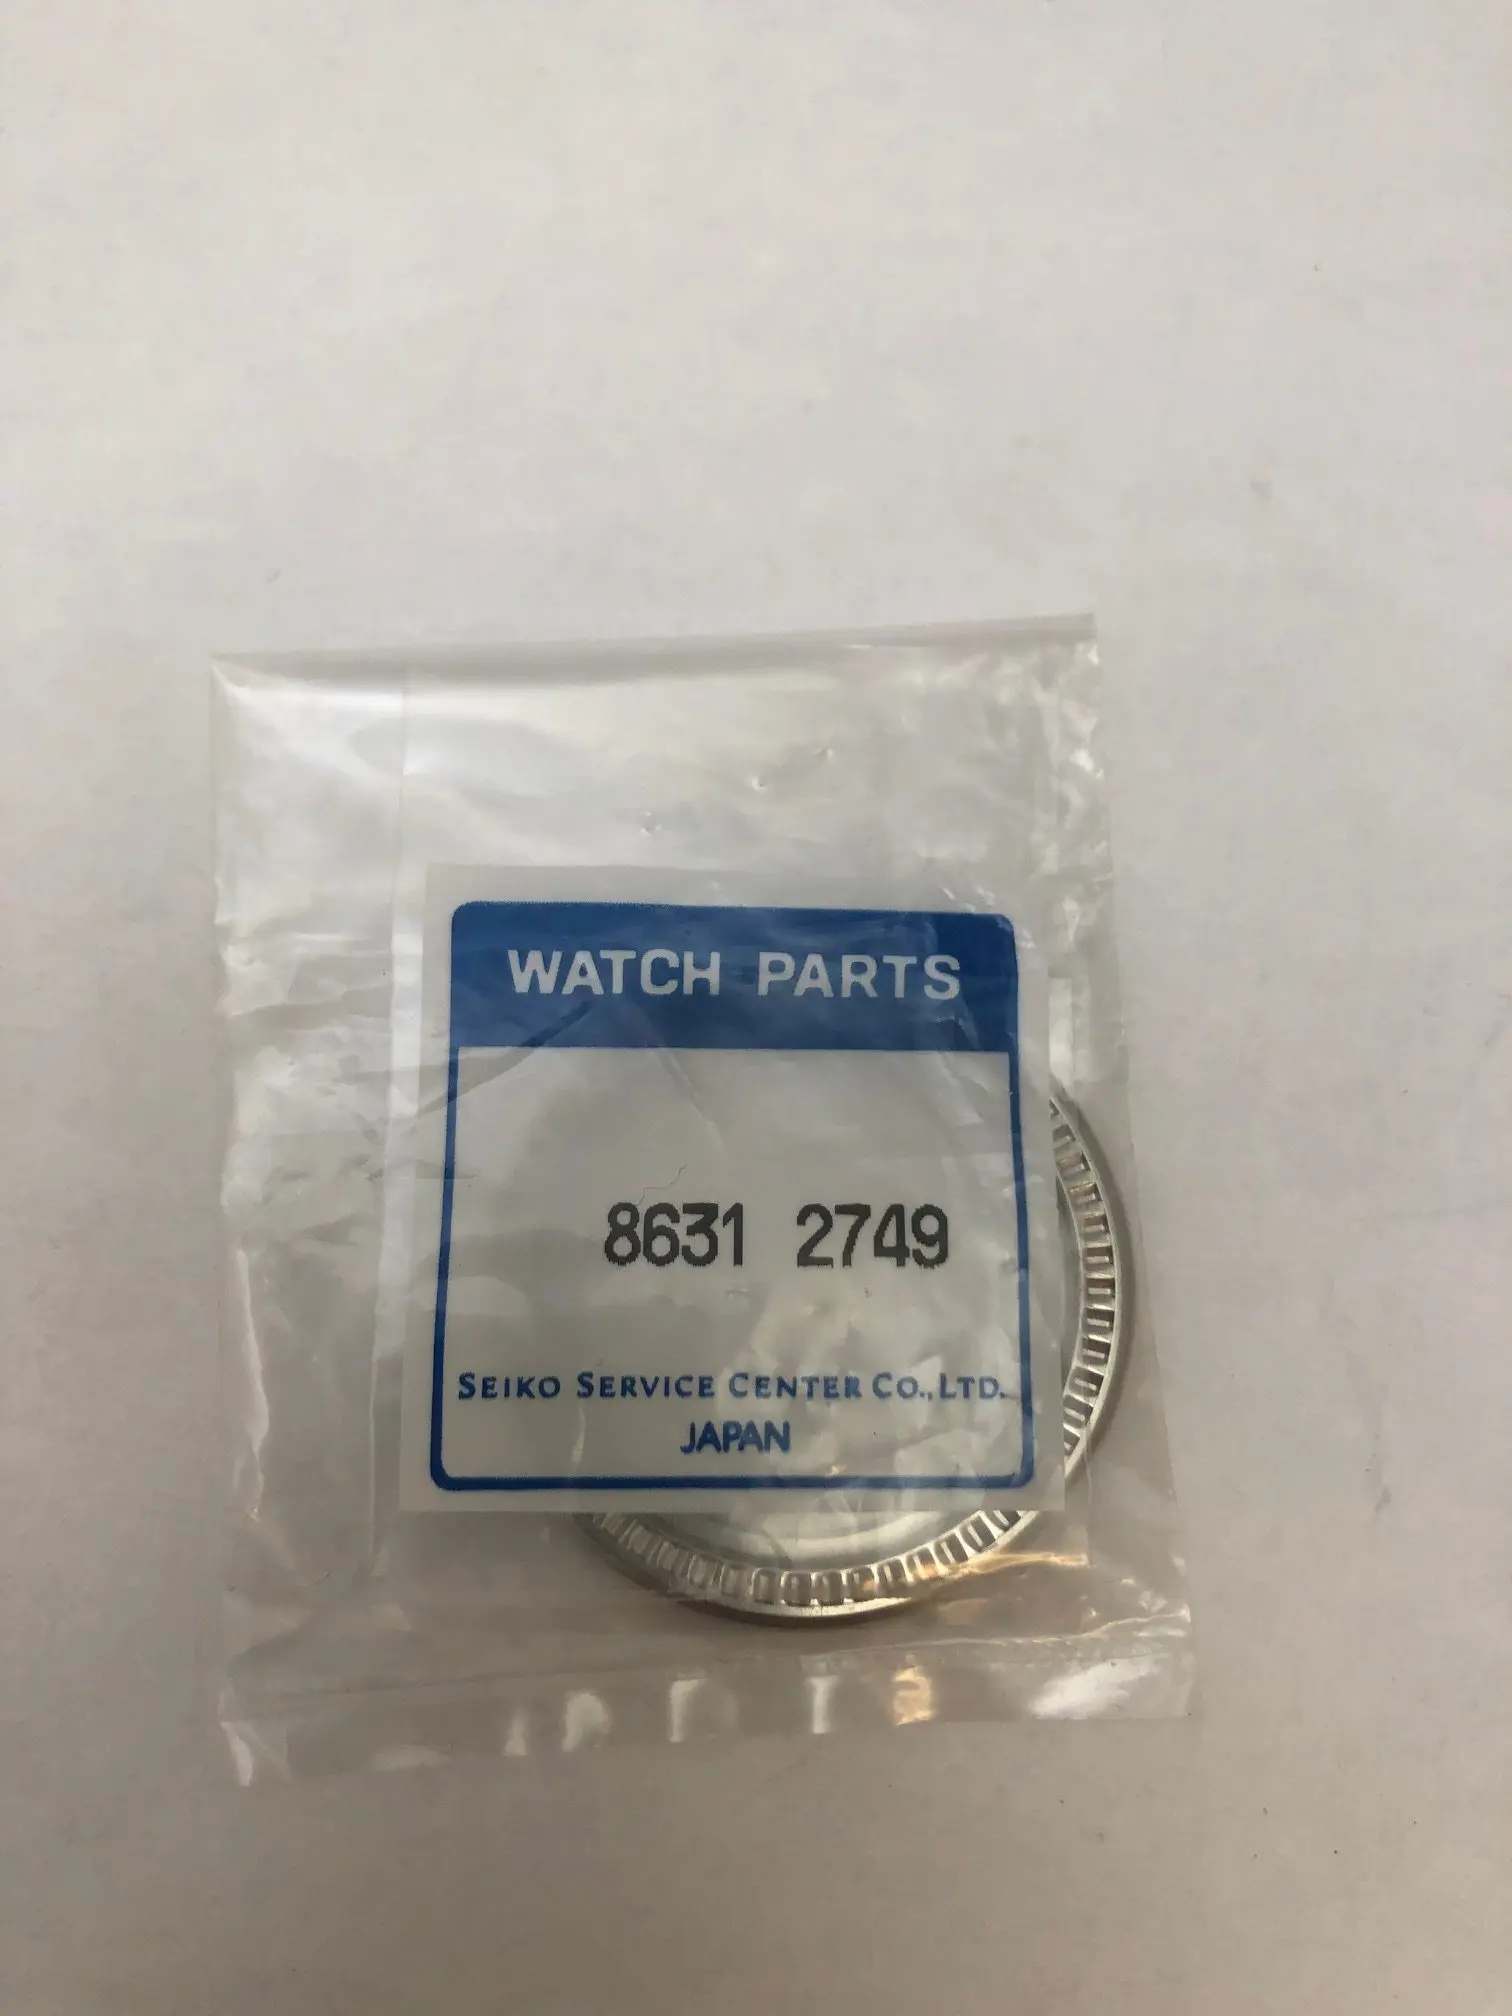 WATCH PARTS
8631 2749
SEIKO SERVICE CENTER CO., LTD.
JAPAN